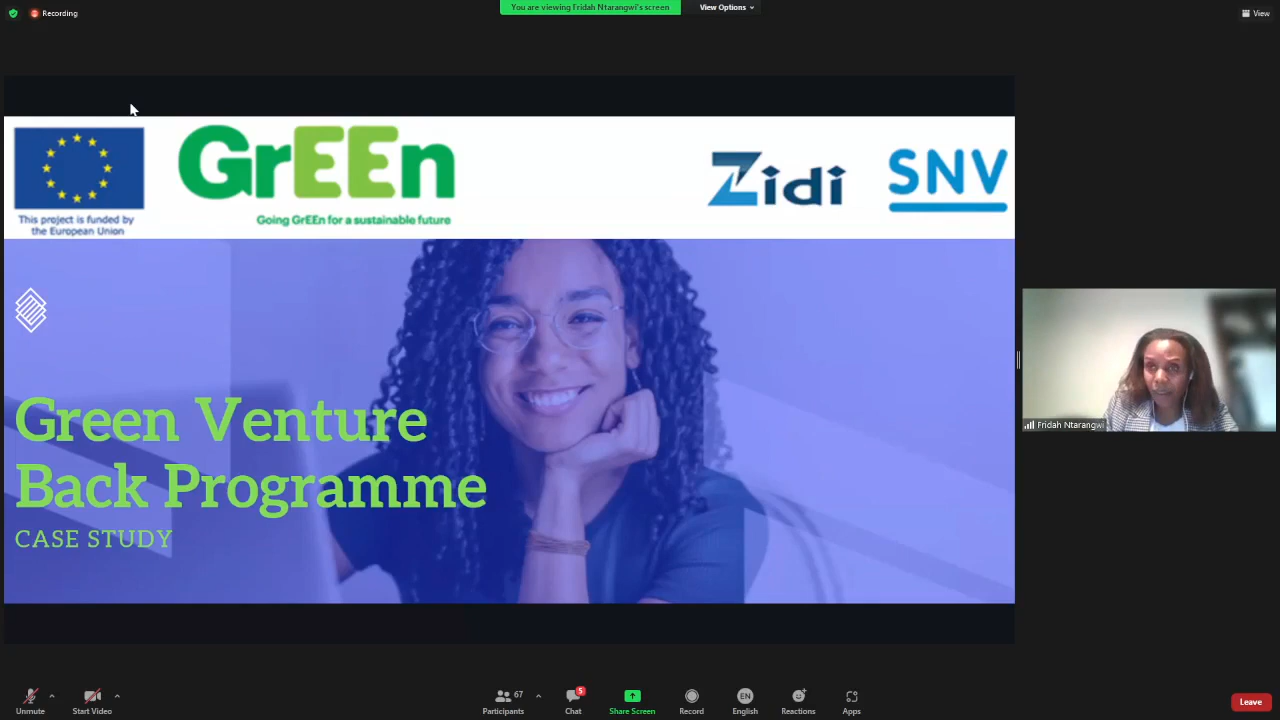 Recording
You are viewing Fridah Ntarangwi's screen
View Options
View
This project is funded by
the European Union
GrEEn
Going GrEEn for a sustainable future
Zidi
SNV
Green Venture
Back Programme
CASE STUDY
Fridah Ntarangwi
Unmute
Start Video
67
Participants
5
Chat
Share Screen
Record
EN
English
Reactions
Apps
Leave